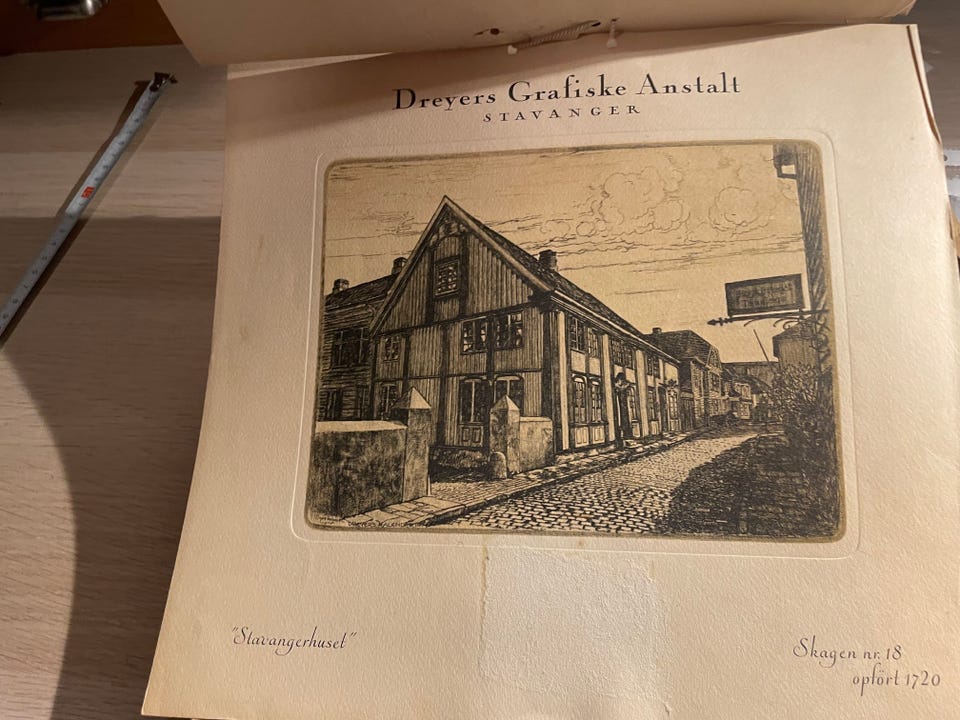 Dreyers Grafiske Anstalt
STAVANGER
"Stavangerhuset"
Skagen nr. 18
opført 1720